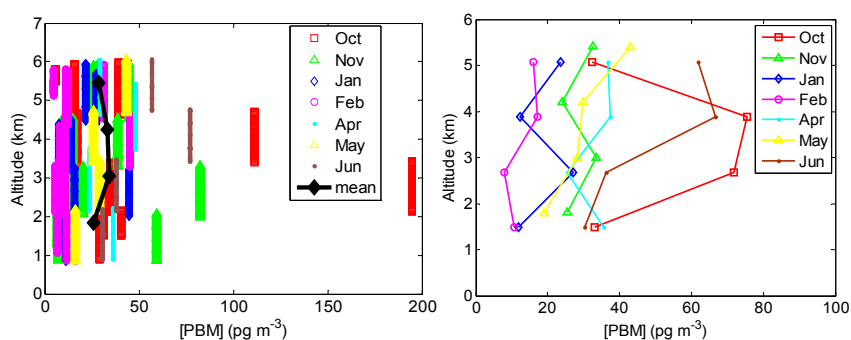 7
6
5
4
3
2
1
0
Altitude (km)
0 50 100 150 200
[PBM] (pg m-3)
Oct
Nov
Jan
Feb
Apr
May
Jun
mean
6
5
4
3
2
1
0
Altitude (km)
0 20 40 60 80 100
[PBM] (pg m-3)
Oct
Nov
Jan
Feb
Apr
May
Jun